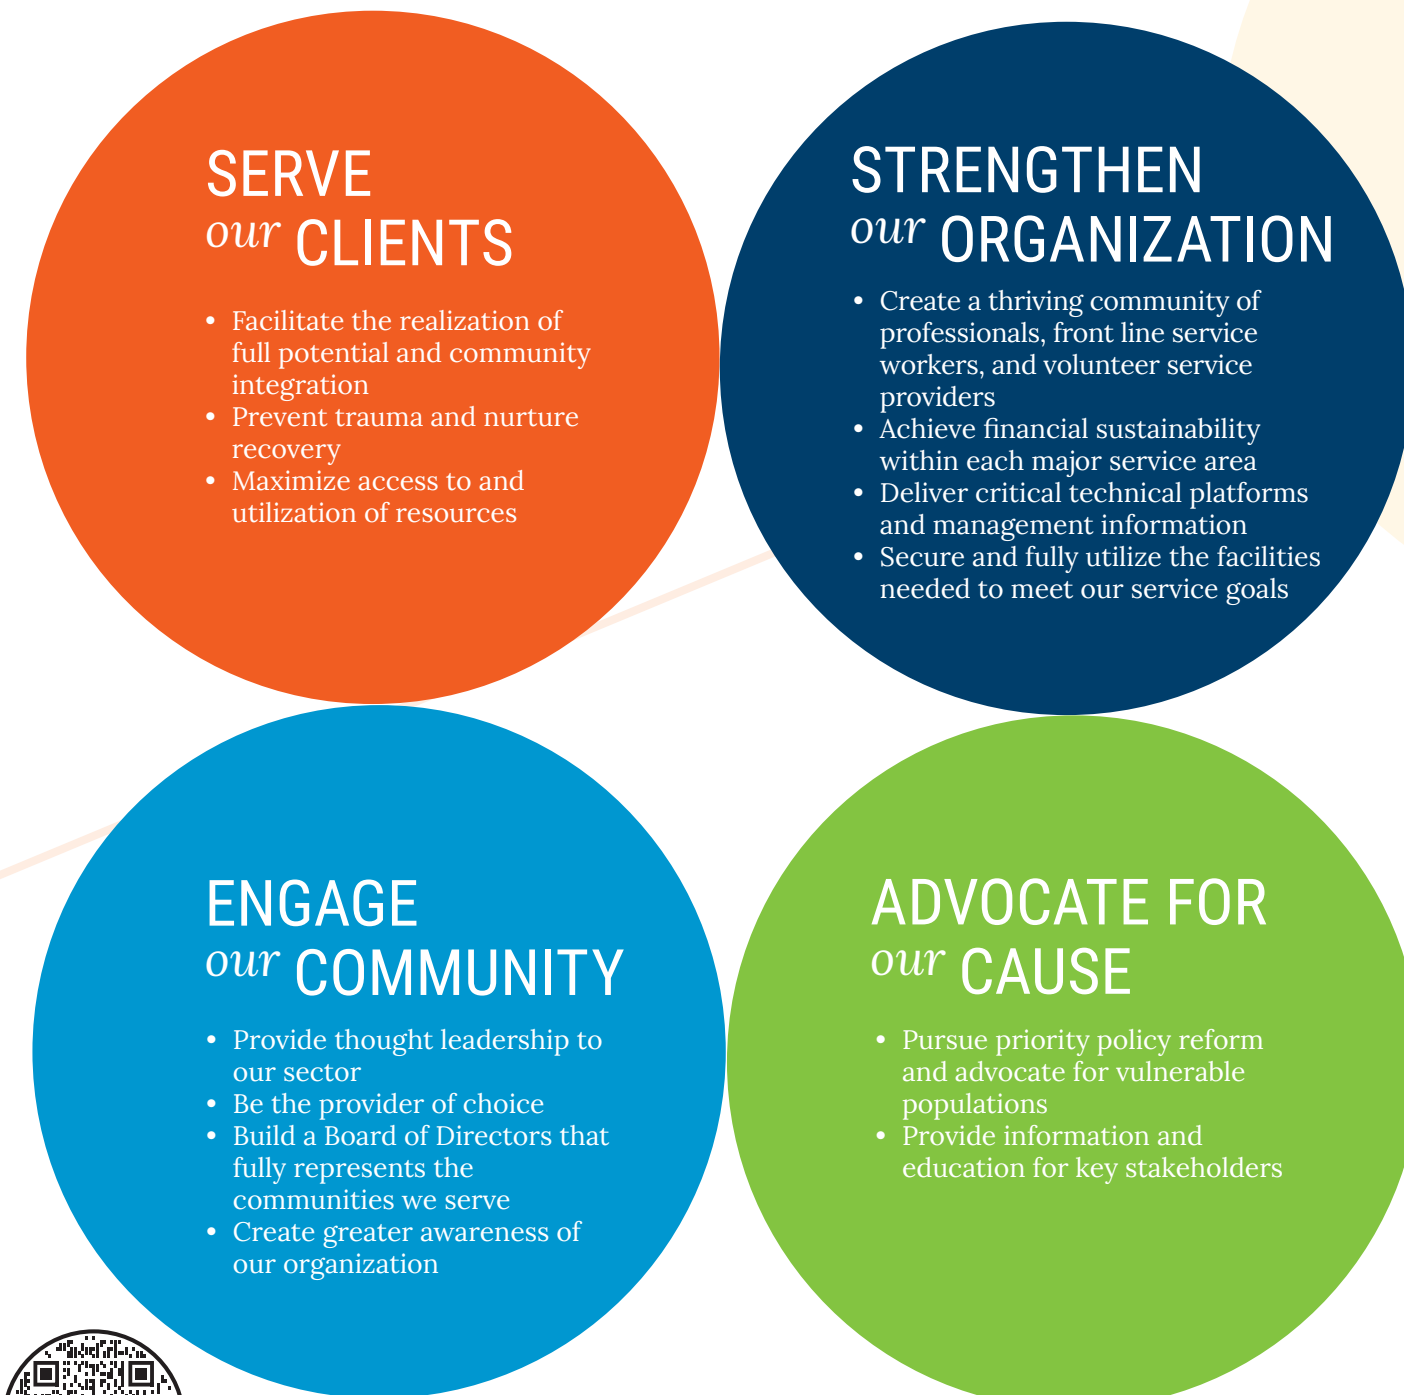 SERVE
our CLIENTS
• Facilitate the realization of
full potential and community
integration
• Prevent trauma and nurture
recovery
• Maximize access to and
utilization of resources
STRENGTHEN
our ORGANIZATION
• Create a thriving community of
professionals, front line service
workers, and volunteer service
providers
• Achieve financial sustainability
within each major service area
• Deliver critical technical platforms
and management information
• Secure and fully utilize the facilities
needed to meet our service goals
ENGAGE
our COMMUNITY
• Provide thought leadership to
our sector
• Be the provider of choice
• Build a Board of Directors that
fully represents the
communities we serve
• Create greater awareness of
our organization
ADVOCATE FOR
our CAUSE
• Pursue priority policy reform
and advocate for vulnerable
populations
• Provide information and
education for key stakeholders